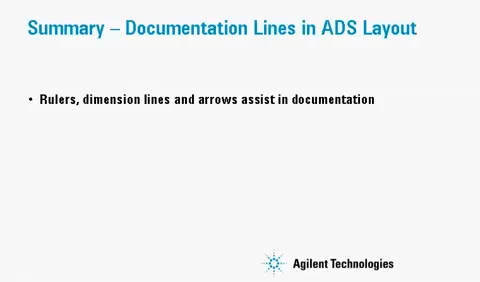 Summary – Documentation Lines in ADS Layout
• Rulers, dimension lines and arrows assist in documentation
Agilent Technologies